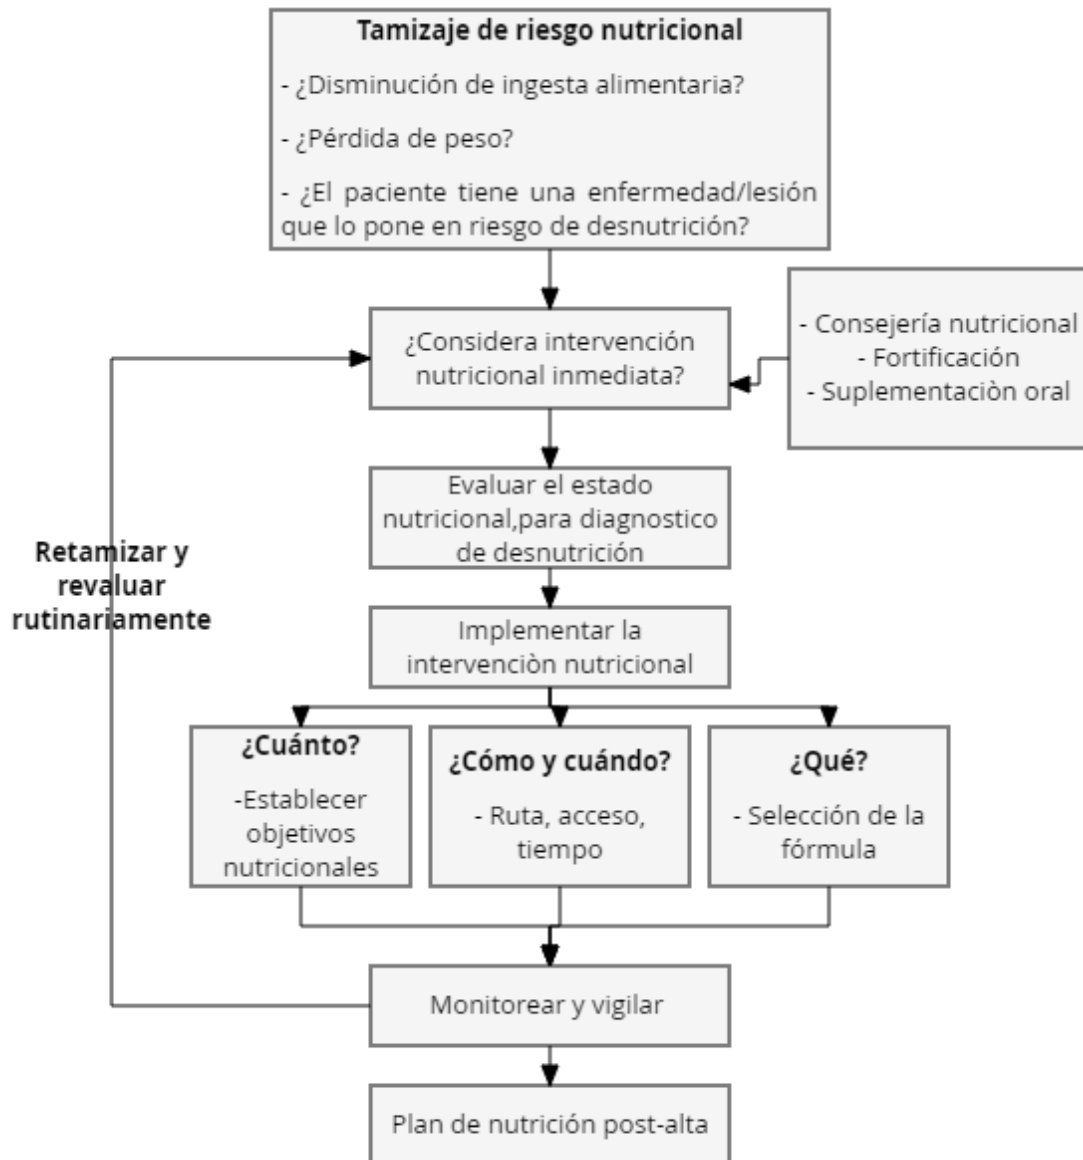 Tamizaje de riesgo nutricional
- ¿Disminución de ingesta alimentaria?
- ¿Pérdida de peso?
- ¿El paciente tiene una enfermedad/lesión
que lo pone en riesgo de desnutrición?
¿Considera intervención
nutricional inmediata?
- Consejería nutricional
- Fortificación
- Suplementaciòn oral
Evaluar el estado
nutricional,para diagnostico
de desnutrición
Retamizar y
revaluar
rutinariamente
Implementar la
intervenciòn nutricional
¿Cuánto?
-Establecer
objetivos
nutricionales
¿Cómo y cuándo?
- Ruta, acceso,
tiempo
¿Qué?
- Selección de la
fórmula
Monitorear y vigilar
Plan de nutrición post-alta